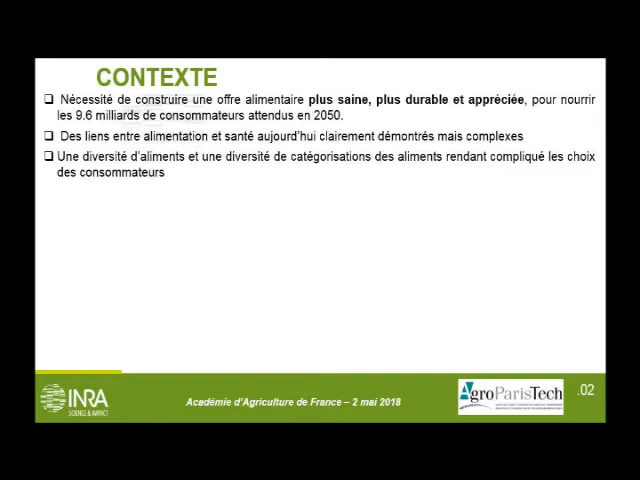 CONTEXTE
❑ Nécessité de construire une offre alimentaire plus saine, plus durable et appréciée, pour nourrir
les 9.6 milliards de consommateurs attendus en 2050.
❑ Des liens entre alimentation et santé aujourd'hui clairement démontrés mais complexes
❑ Une diversité d'aliments et une diversité de catégorisations des aliments rendant compliqué les choix
des consommateurs
INRA
SCIENCE & IMPACT
Académie d'Agriculture de France – 2 mai 2018
AgroParisTech
.02